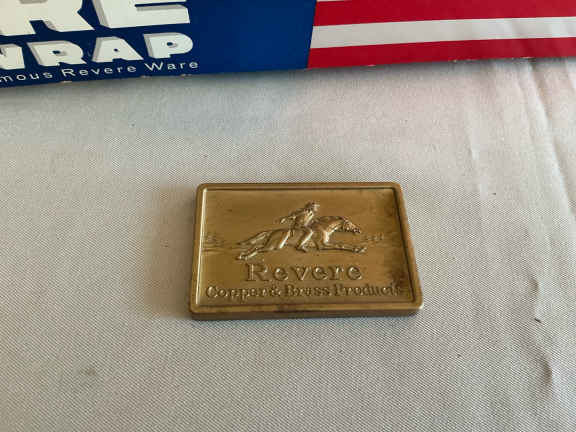 RE
WRAP
mous Revere Ware
Revere
Copper & Brass Products